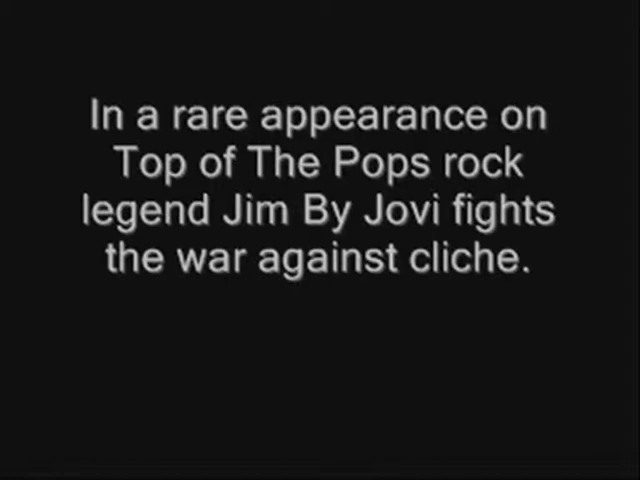 In a rare appearance on
Top of The Pops rock
legend Jim By Jovi fights
the war against cliche.